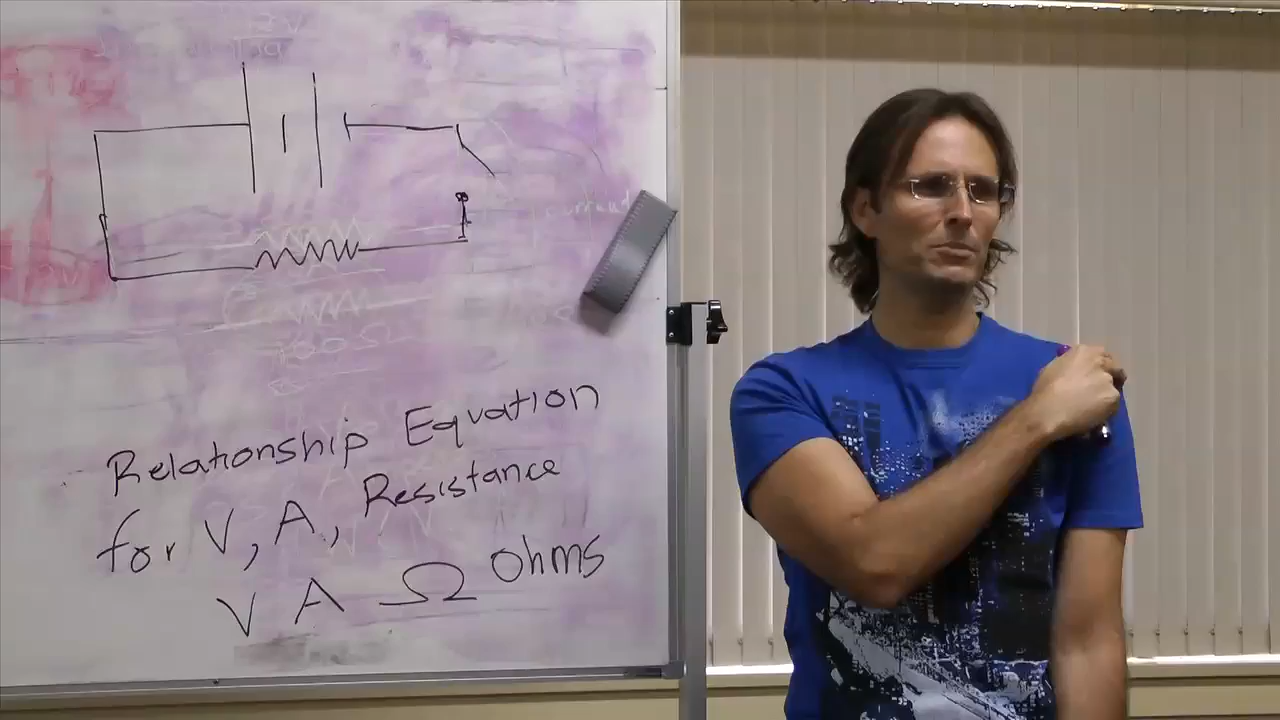 Relationship Equation
for V, A, Resistance
V A Ω Ohms